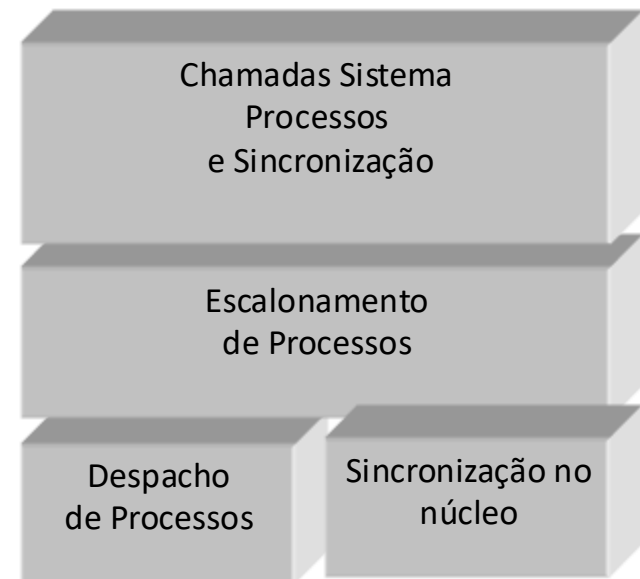 Chamadas Sistema
Processos
e Sincronização
Escalonamento
de Processos
Despacho
de Processos
Sincronização no
núcleo